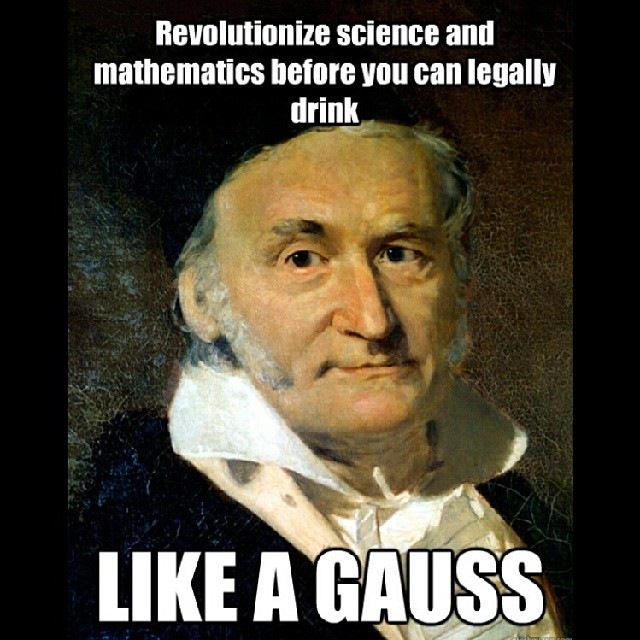 Revolutionize science and
mathematics before you can legally
drink
LIKE A GAUSS